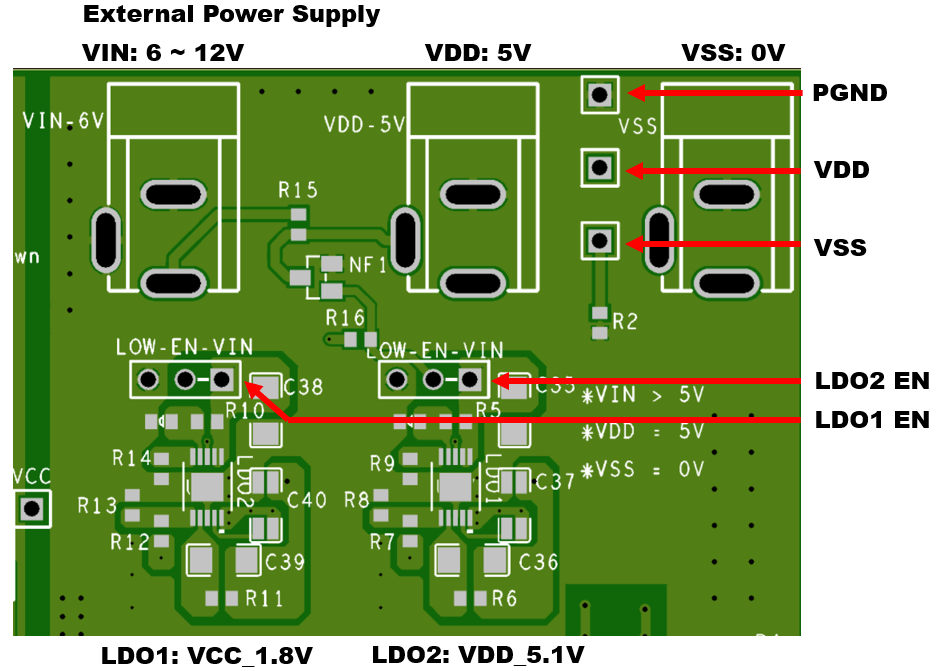 External Power Supply
VIN: 6 ~ 12V
VDD: 5V
VSS: 0V
PGND
VIN-6V
VDD-5V
VSS
VDD
R15
VSS
wn
NF1
R16
R2
LOW-EN-VIN
LOW-EN-VIN
C38
C35
LDO2 EN
*VIN > 5V
R10
R5
LDO1 EN
*VDD = 5V
R14
LDO2
R9
LDO1
*VSS = 0V
VCC
C37
R13
C40
R8
R12
R7
C39
C36
R11
R6
LDO1: VCC_1.8V
LDO2: VDD_5.1V